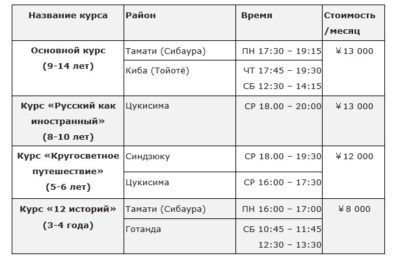 Название курса Район Время Стоимость
/месяц
Основной курс
(9-14 лет)
Тамати (Сибаура) ПН 17:30 – 19:15 ¥13 000
Киба (Тойотё) ЧТ 17:45 – 19:30
СБ 12:30 – 14:15
Курс «Русский как
иностранный»
(8-10 лет)
Цукисима СР 18.00 – 20:00 ¥13 000
Курс «Кругосветное
путешествие»
(5-6 лет)
Синдзюку СР 18.00 – 19:30 ¥12 000
Цукисима СР 16:00 – 17:30
Курс «12 историй»
(3-4 года)
Тамати (Сибаура) ПН 16:00 – 17:00 ¥8 000
Готанда СБ 10:45 – 11:45
12:30 – 13:30